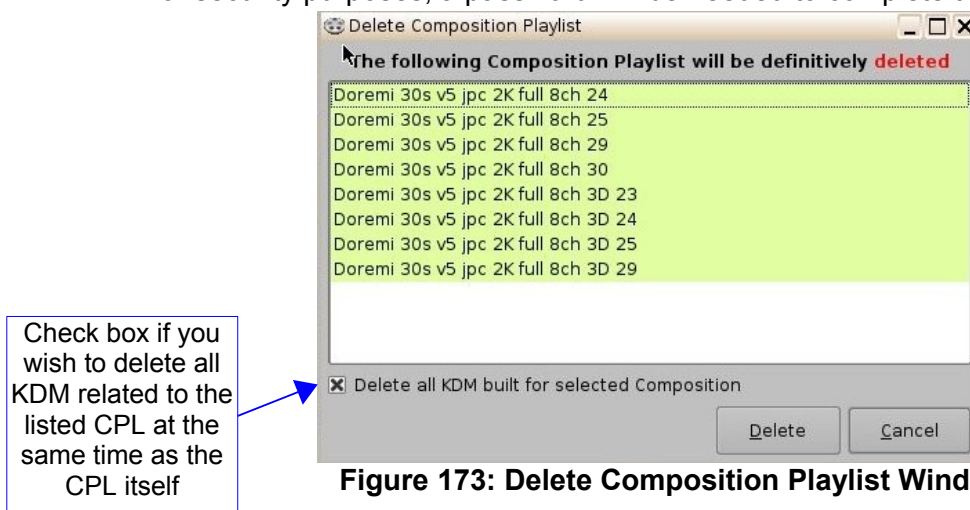 Delete Composition Playlist
The following Composition Playlist will be definitively deleted
Doremi 30s v5 jpc 2K full 8ch 24
Doremi 30s v5 jpc 2K full 8ch 25
Doremi 30s v5 jpc 2K full 8ch 29
Doremi 30s v5 jpc 2K full 8ch 30
Doremi 30s v5 jpc 2K full 8ch 3D 23
Doremi 30s v5 jpc 2K full 8ch 3D 24
Doremi 30s v5 jpc 2K full 8ch 3D 25
Doremi 30s v5 jpc 2K full 8ch 3D 29
Check box if you
wish to delete all
KDM related to the
listed CPL at the
same time as the
CPL itself
Delete all KDM built for selected Composition
Delete Cancel
Figure 173: Delete Composition Playlist Wind